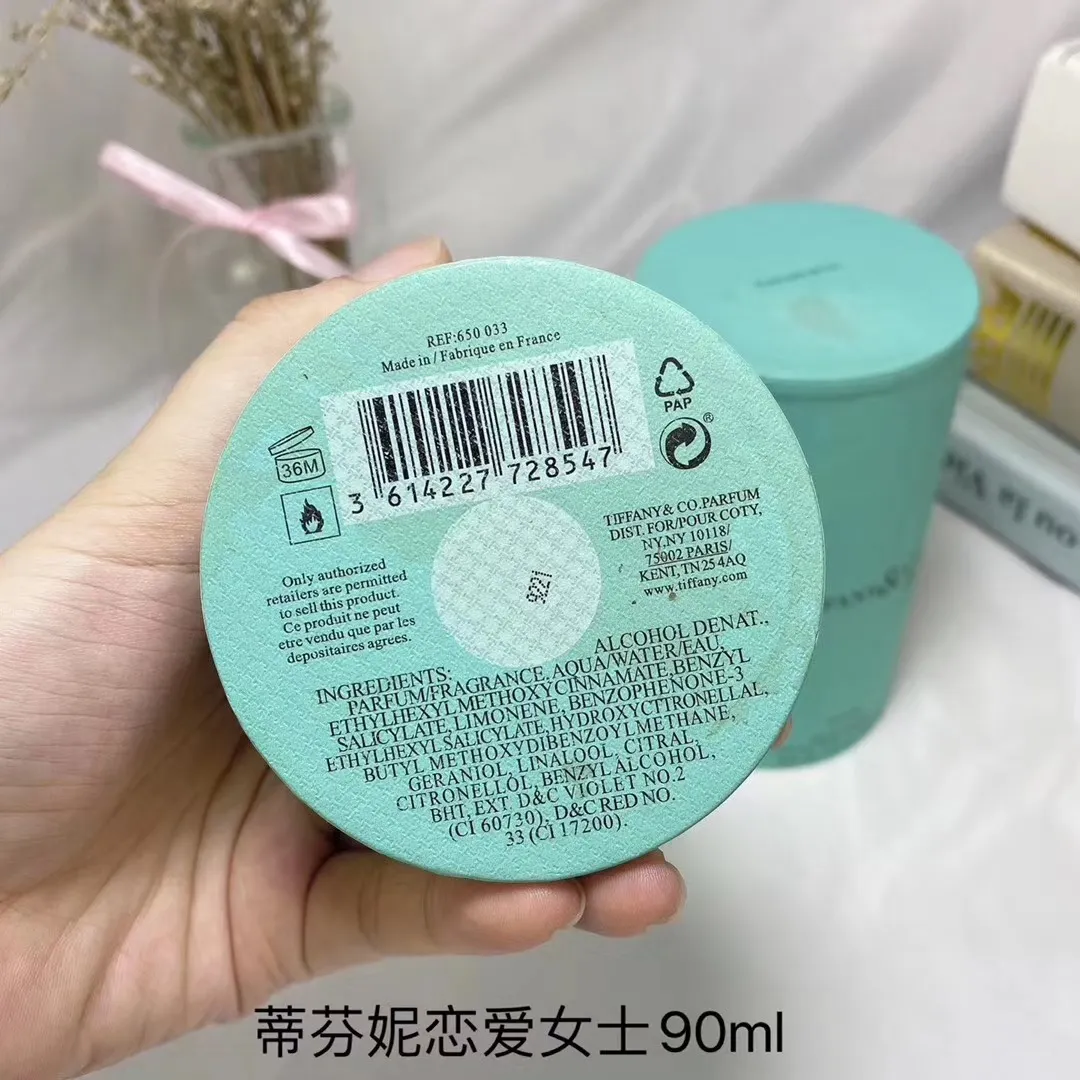 REF:650 033
Made in / Fabrique en France
3 614227 728547
PAP
®
36M
Only authorized
retailers are permitted
to sell this product.
Ce produit ne peut
etre vendu que par les
depositaires agrees.
TIFFANY & CO.PARFUM
DIST. FOR/POUR COTY,
NY.NY 10118/
75002 PARIS/
KENT, TN25 4AQ
www.tiffany.com
9221
INGREDIENTS: ALCOHOL DENAT.,
PARFUM/FRAGRANCE, AQUA/WATER/EAU,
ETHYLHEXYL METHOXYCINNAMATE,BENZYL
SALICYLATE, LIMONENE, BENZOPHENONE-3
ETHYLHEXYL SALICYLATE, HYDROXYCTIRONELLAL,
BUTYL METHOXYDIBENZOYLMETHANE,
GERANIOL, LINALOOL, CITRAL
CITRONELLOL, BENZYL ALCOHOL,
BHT, EXT. D&C VIOLET NO.2
(CI 60730), D&C RED NO.
33 (CI 17200).
蒂芬妮恋爱女士90ml